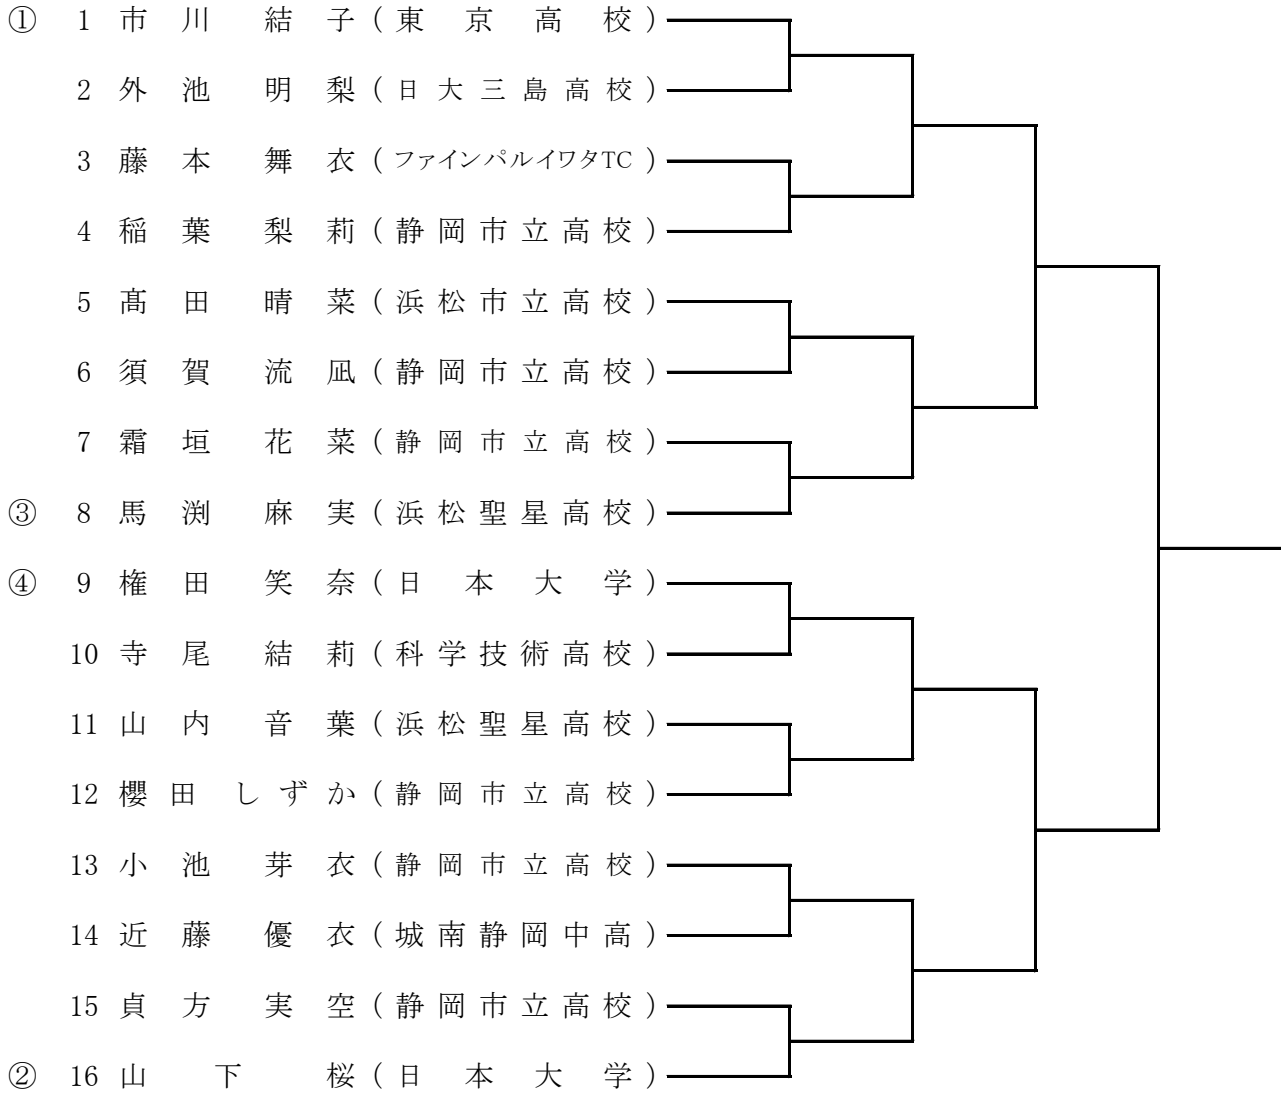 ① 1 市川 結子(東京高校)
2 外池 明梨(日大三島高校)
3 藤本 舞衣(ファインパルイワタTC)
4 稲葉 梨莉(静岡市立高校)
5 髙田 晴菜(浜松市立高校)
6 須賀 流凪(静岡市立高校)
7 霜垣 花菜(静岡市立高校)
③ 8 馬渕 麻実(浜松聖星高校)
④ 9 権田 笑奈(日本大学)
10 寺尾 結莉(科学技術高校)
11 山内 音葉(浜松聖星高校)
12 櫻田 しずか(静岡市立高校)
13 小池 芽衣(静岡市立高校)
14 近藤 優衣(城南静岡中高)
15 貞方 実空(静岡市立高校)
② 16 山下 桜(日本大学)